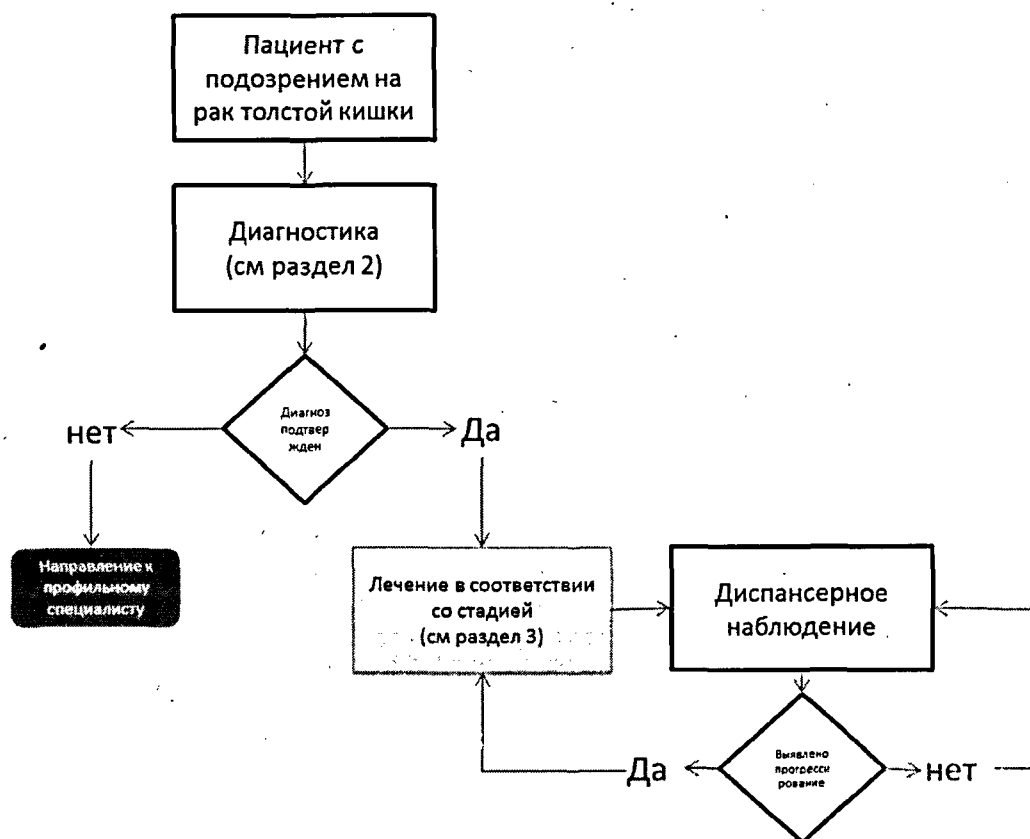 Пациент с
подозрением на
рак толстой кишки
Диагностика
(см раздел 2)
Диагноз
подтвер
жден
нет
Да
Направление к
профильному
специалисту
Лечение в соответствии
со стадией
(см раздел 3)
Диспансерное
наблюдение
Выявлено
прогресси
рование
Да
нет